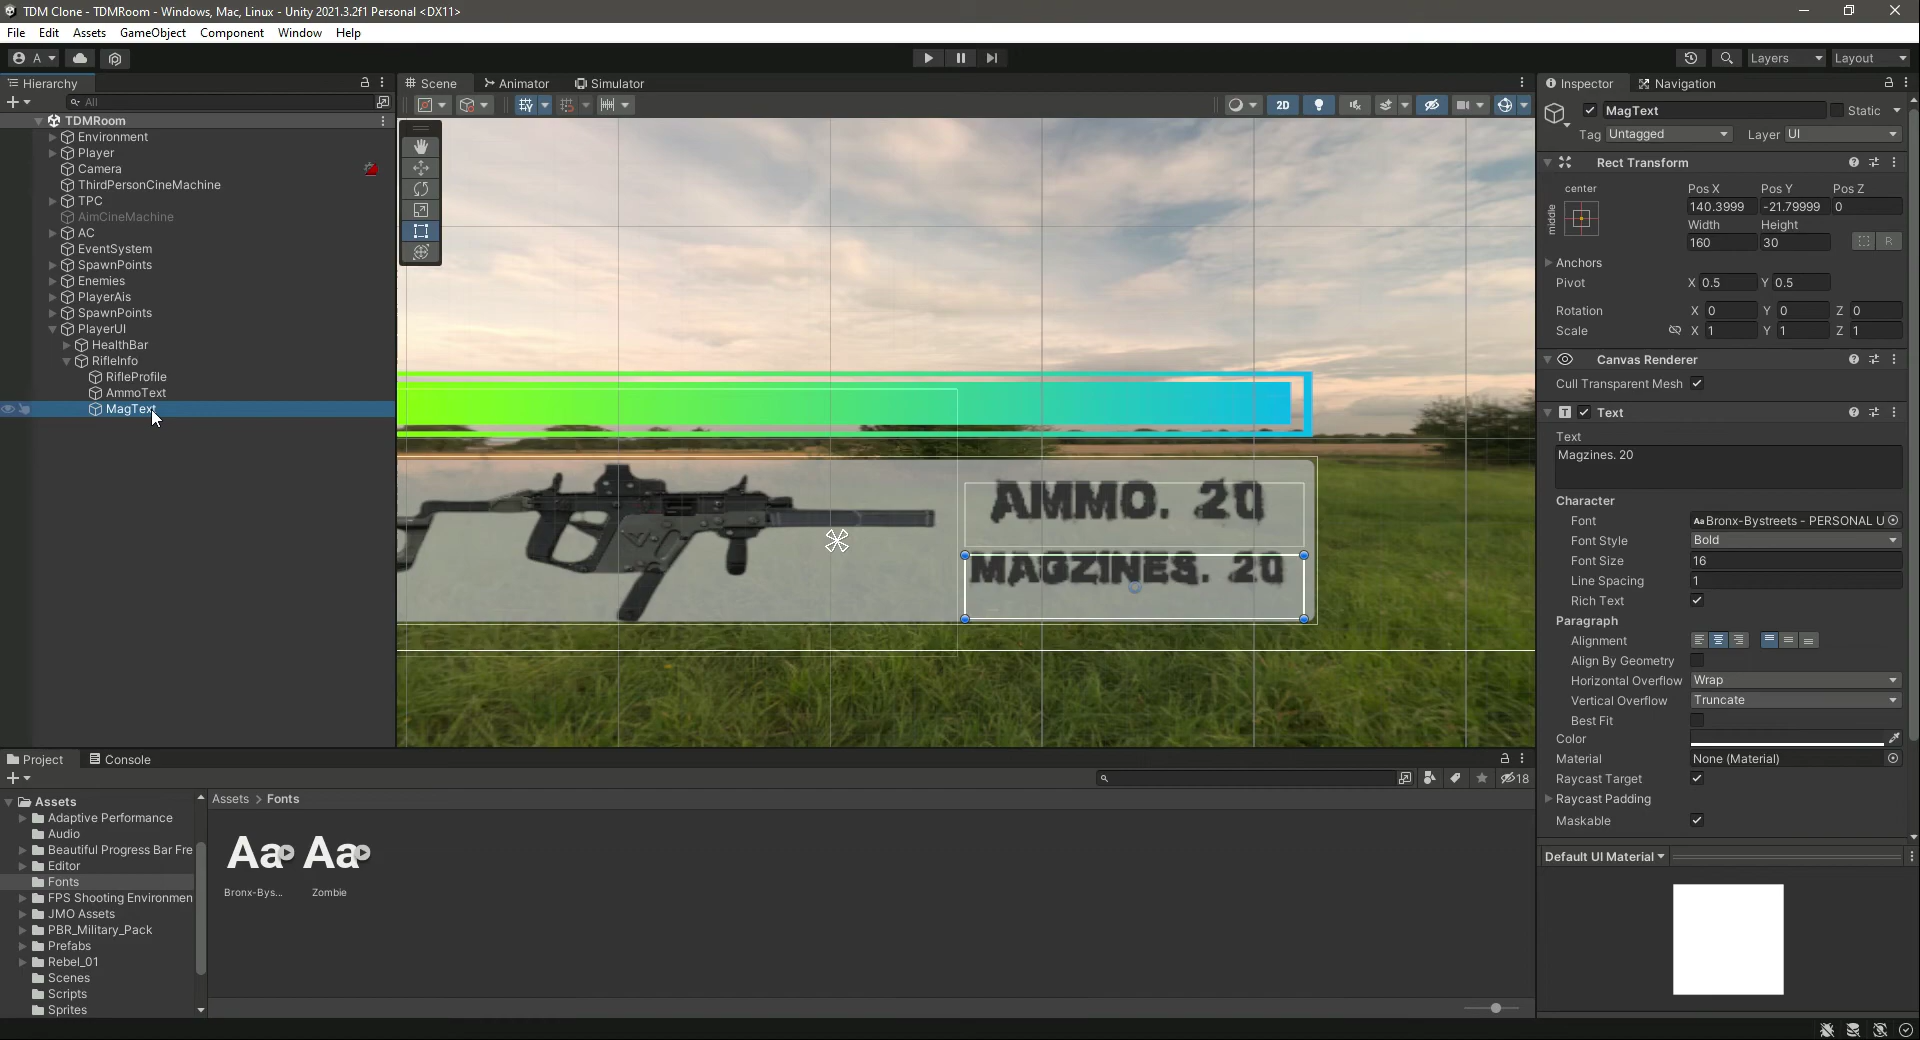 TDM Clone - TDMRoom - Windows, Mac, Linux - Unity 2021.3.2f1 Personal <DX11>
File Edit Assets GameObject Component Window Help
A
Layers
Layout
Hierarchy
All
TDMRoom
Environment
Player
Camera
ThirdPersonCineMachine
TPC
AimCineMachine
AC
EventSystem
SpawnPoints
Enemies
PlayerAis
SpawnPoints
PlayerUI
HealthBar
RifleInfo
RifleProfile
AmmoText
MagText
Scene
Animator
Simulator
2D
AMMO. 20
MAGZINES. 20
Inspector
Navigation
MagText
Static
Tag Untagged
Layer UI
Rect Transform
center
middle
Pos X Pos Y Pos Z
140.3999 -21.79999 0
Width Height
160 30
R
Anchors
Pivot X 0.5 Y 0.5
Rotation X 0 Y 0 Z 0
Scale X 1 Y 1 Z 1
Canvas Renderer
Cull Transparent Mesh
Text
Text
Magzines. 20
Character
Font Aa Bronx-Bystreets - PERSONAL U
Font Style Bold
Font Size 16
Line Spacing 1
Rich Text
Paragraph
Alignment
Align By Geometry
Horizontal Overflow Wrap
Vertical Overflow Truncate
Best Fit
Color
Material None (Material)
Raycast Target
Raycast Padding
Maskable
Default UI Material
Project
Console
18
Assets
Adaptive Performance
Audio
Beautiful Progress Bar Fre
Editor
Fonts
FPS Shooting Environmen
JMO Assets
PBR_Military_Pack
Prefabs
Rebel_01
Scenes
Scripts
Sprites
Assets > Fonts
Aa Aa
Bronx-Bys...
Zombie